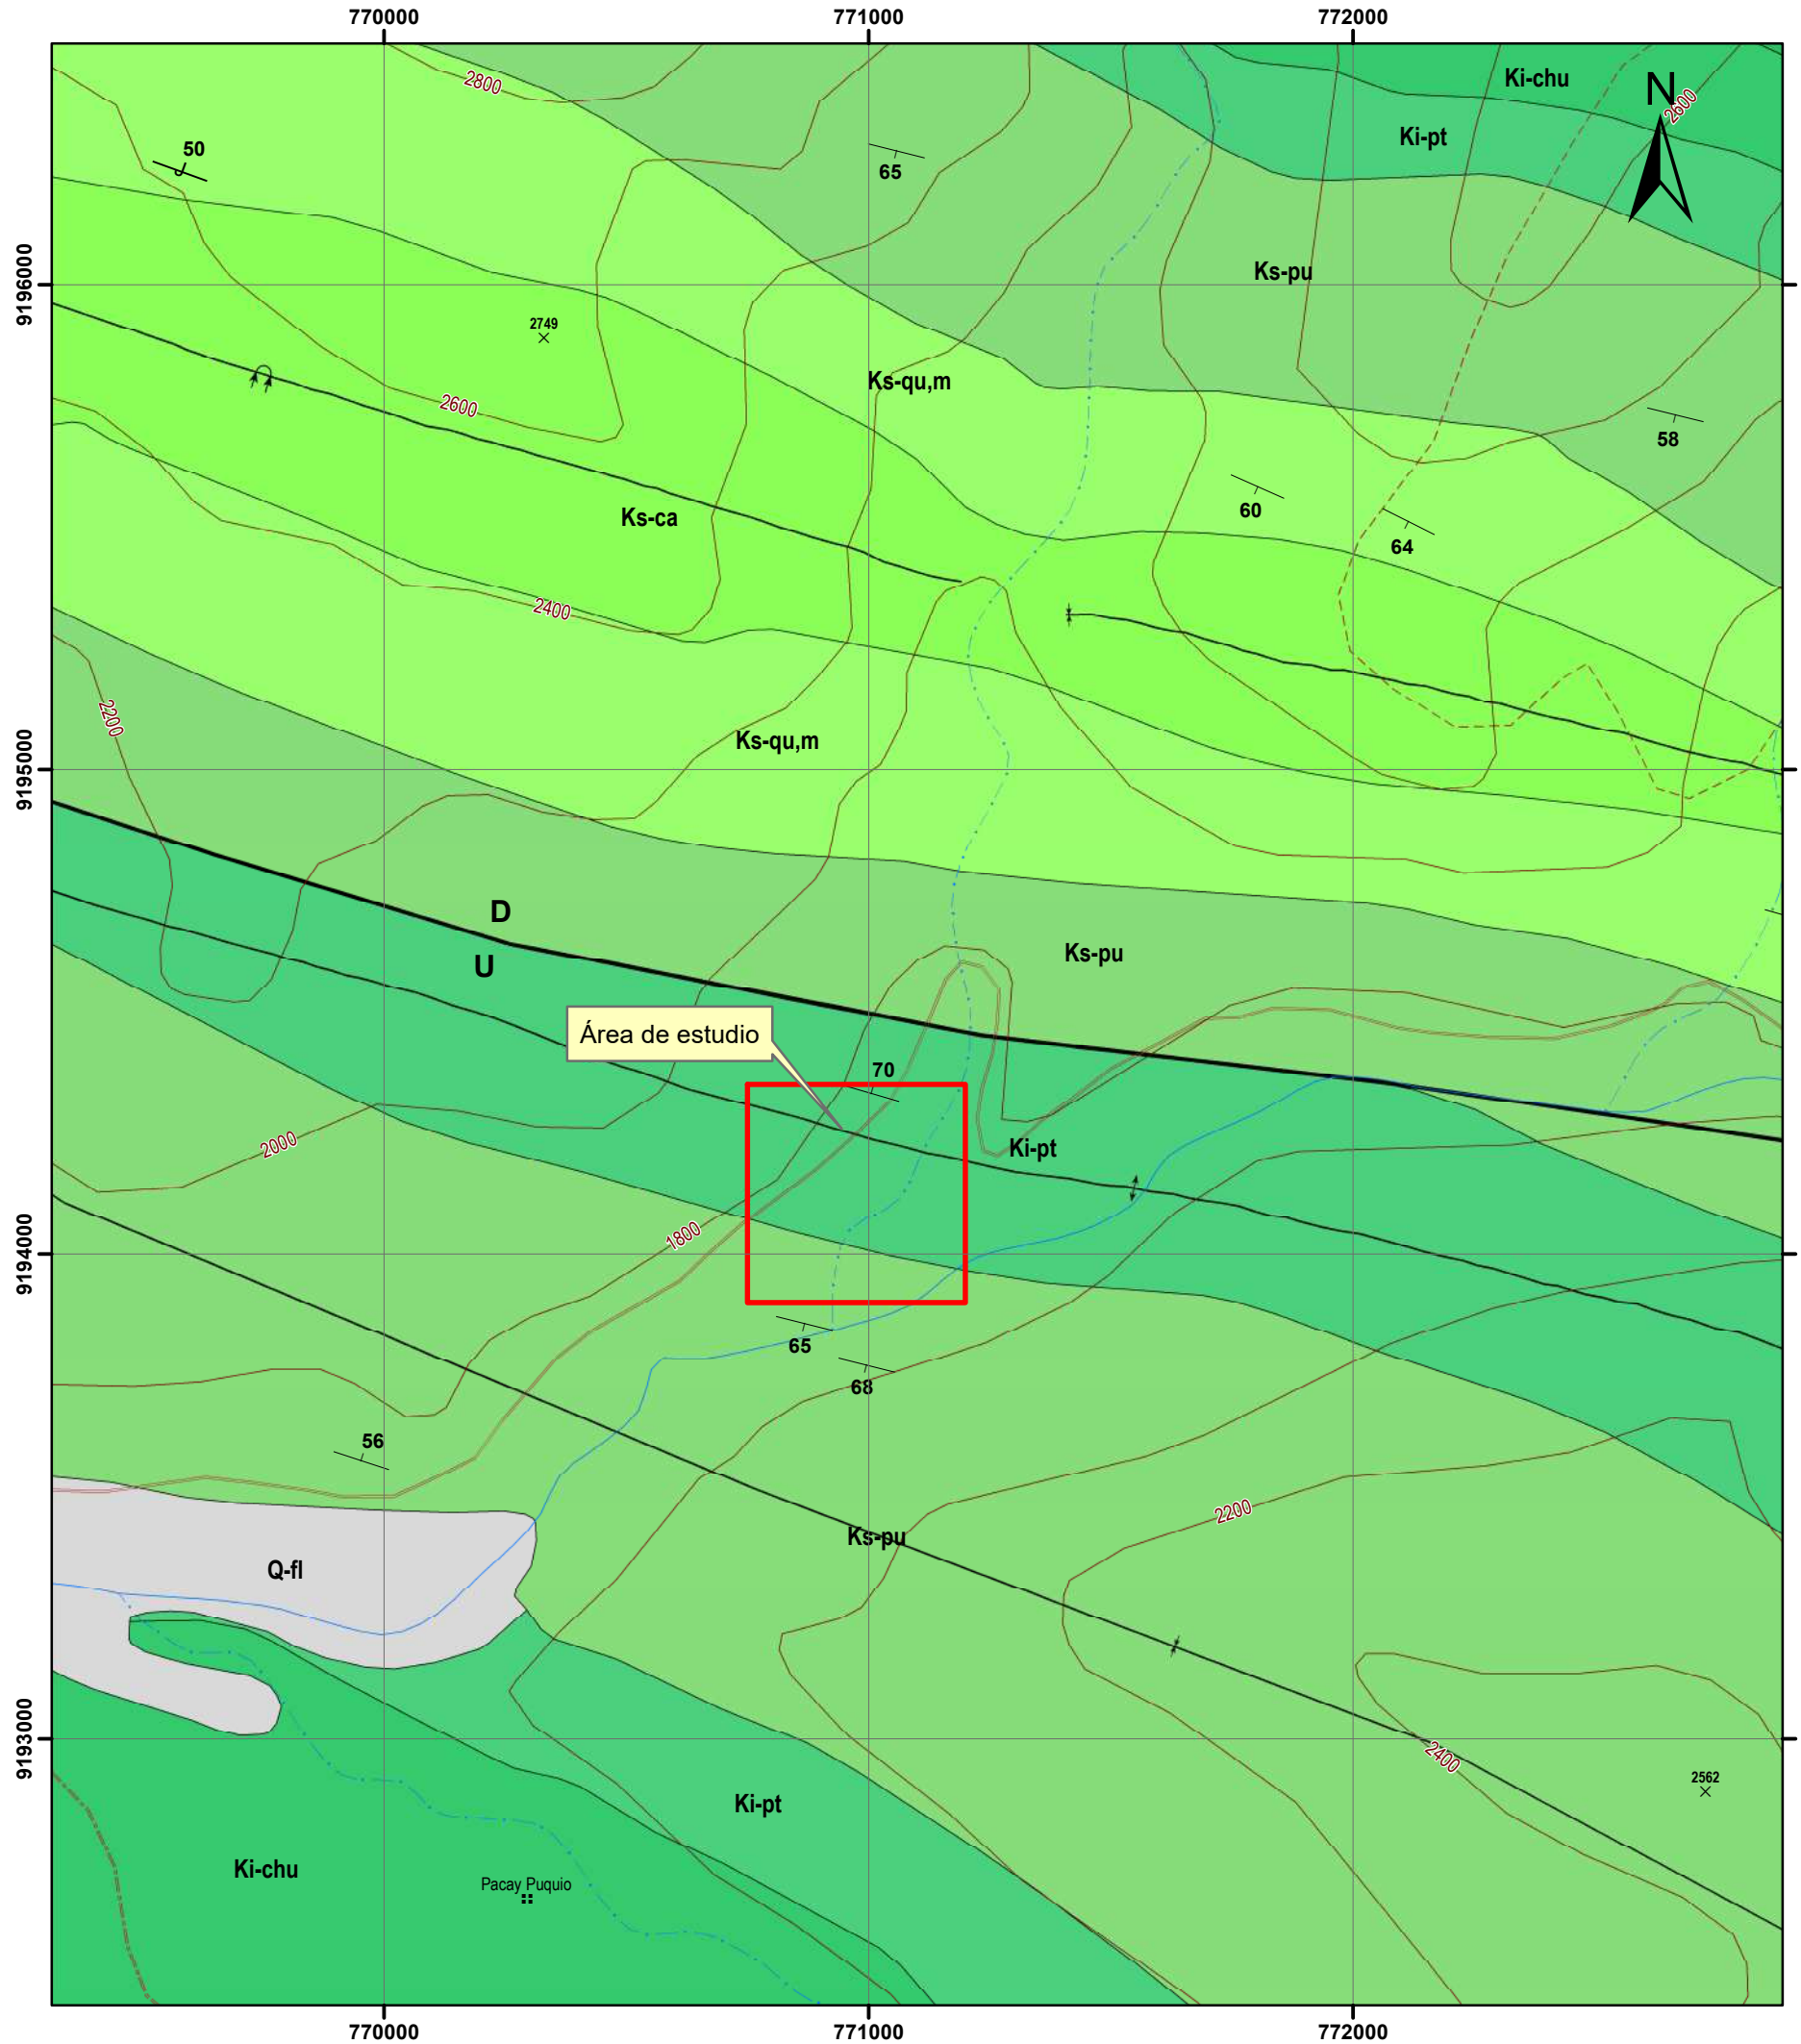 770000 771000 772000
2800
Ki-chu
N
2600
Ki-pt
50
65
9196000
Ks-pu
2749
Ks-qu,m
2600
58
60
Ks-ca
64
2400
2200
Ks-qu,m
9195000
D
U
Ks-pu
Área de estudio
70
2000
Ki-pt
1800
9194000
65
68
56
2200
Ks-pu
Q-fl
9193000
2400
2562
Ki-pt
Ki-chu
Pacay Puquio
770000 771000 772000